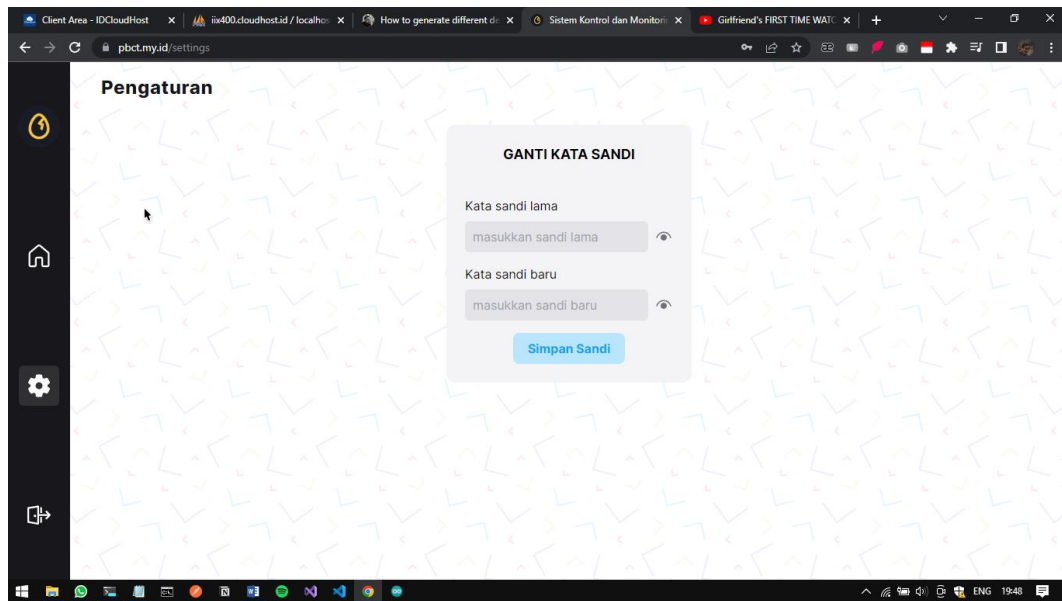 Client Area - IDCloudHost
iix400.cloudhost.id / localhos
How to generate different de
Sistem Kontrol dan Monitorin
Girlfriend's FIRST TIME WATC
pbct.my.id/settings
Pengaturan
GANTI KATA SANDI
Kata sandi lama
masukkan sandi lama
Kata sandi baru
masukkan sandi baru
Simpan Sandi
ENG 19:48